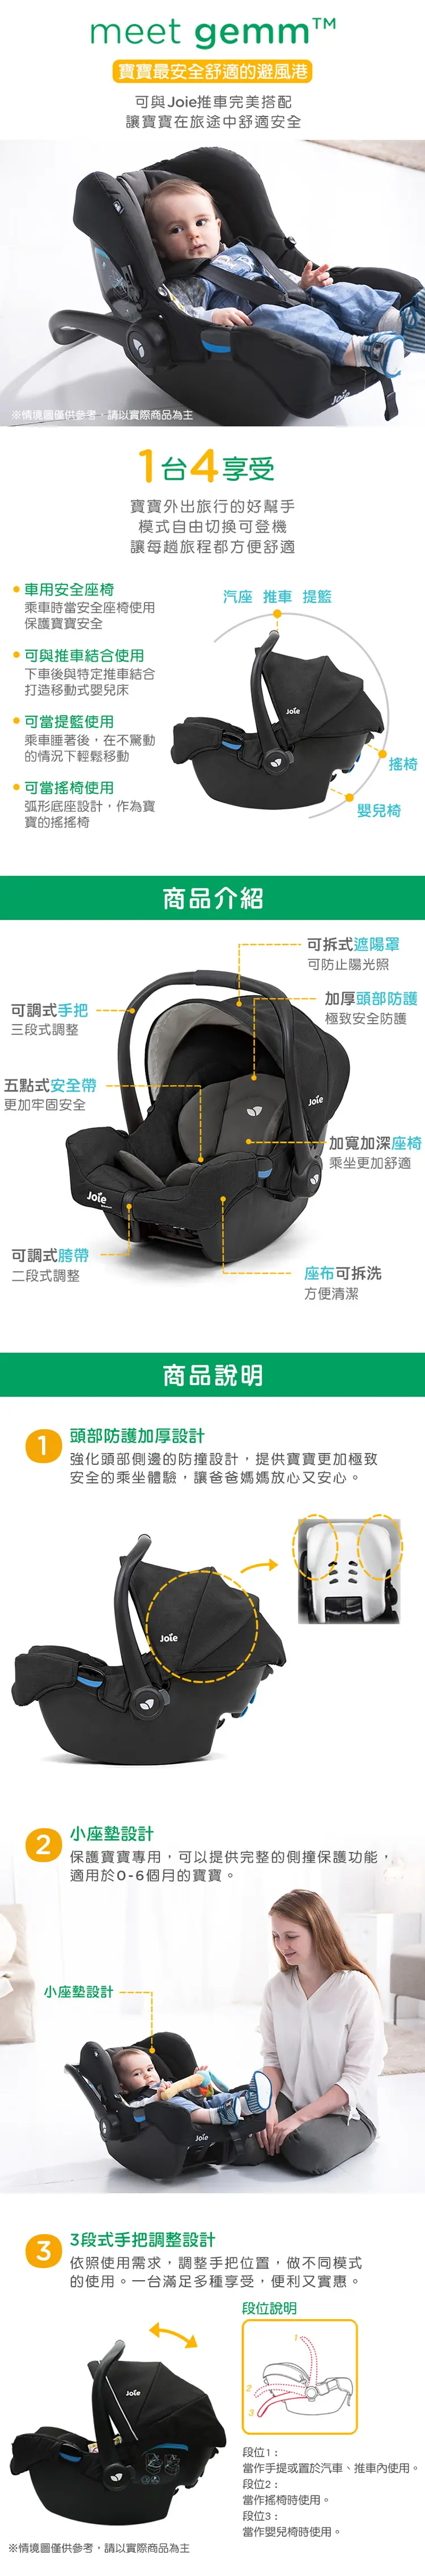 meet gemm™
寶寶最安全舒適的避風港
可與Joie推車完美搭配
讓寶寶在旅途中舒適安全
Joie
※情境圖僅供參考，請以實際商品為主
1台4享受
寶寶外出旅行的好幫手
模式自由切換可登機
讓每趟旅程都方便舒適
車用安全座椅
乘車時當安全座椅使用
保護寶寶安全
可與推車結合使用
下車後與特定推車結合
打造移動式嬰兒床
可當提籃使用
乘車睡著後，在不驚動
的情況下輕鬆移動
可當搖椅使用
弧形底座設計，作為寶
寶的搖搖椅
汽座 推車 提籃
Joie
搖椅
嬰兒椅
商品介紹
可拆式遮陽罩
可防止陽光照
加厚頭部防護
極致安全防護
可調式手把
三段式調整
五點式安全帶
更加牢固安全
Joie
加寬加深座椅
乘坐更加舒適
Joie
可調式胯帶
二段式調整
座布可拆洗
方便清潔
商品說明
1
頭部防護加厚設計
強化頭部側邊的防撞設計，提供寶寶更加極致
安全的乘坐體驗，讓爸爸媽媽放心又安心。
Joie
2
小座墊設計
保護寶寶專用，可以提供完整的側撞保護功能，
適用於0-6個月的寶寶。
小座墊設計
Joie
3
3段式手把調整設計
依照使用需求，調整手把位置，做不同模式
的使用。一台滿足多種享受，便利又實惠。
段位說明
1
2
3
Joie
段位1：
當作手提或置於汽車、推車內使用。
段位2：
當作搖椅時使用。
段位3：
當作嬰兒椅時使用。
※情境圖僅供參考，請以實際商品為主